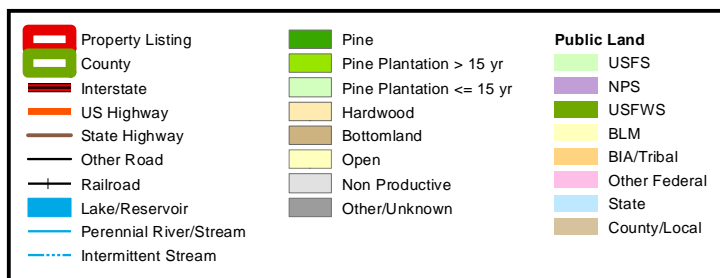 Property Listing
County
Interstate
US Highway
State Highway
Other Road
Railroad
Lake/Reservoir
Perennial River/Stream
Intermittent Stream
Pine
Pine Plantation > 15 yr
Pine Plantation <= 15 yr
Hardwood
Bottomland
Open
Non Productive
Other/Unknown
Public Land
USFS
NPS
USFWS
BLM
BIA/Tribal
Other Federal
State
County/Local